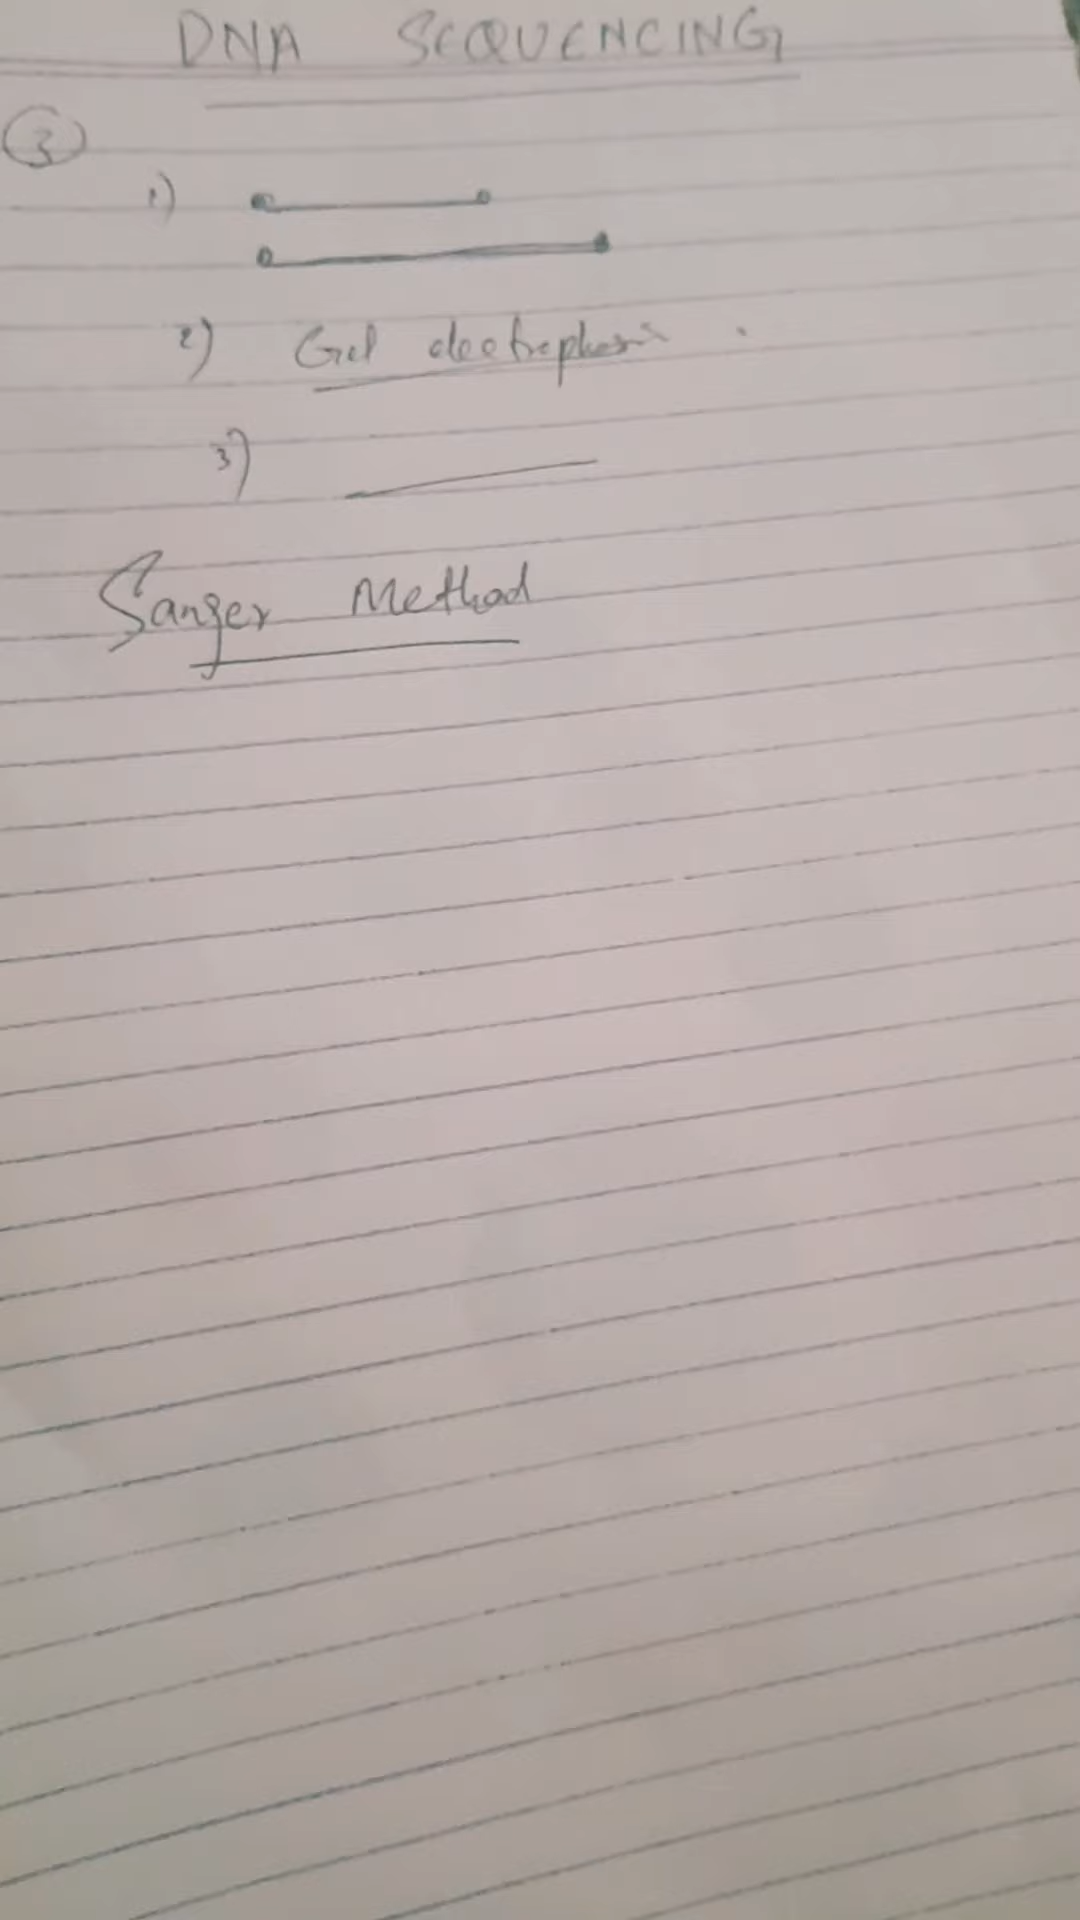 DNA SEQUENCING
3
1)
2) Gel electrophoresis
3)
Sanger Method